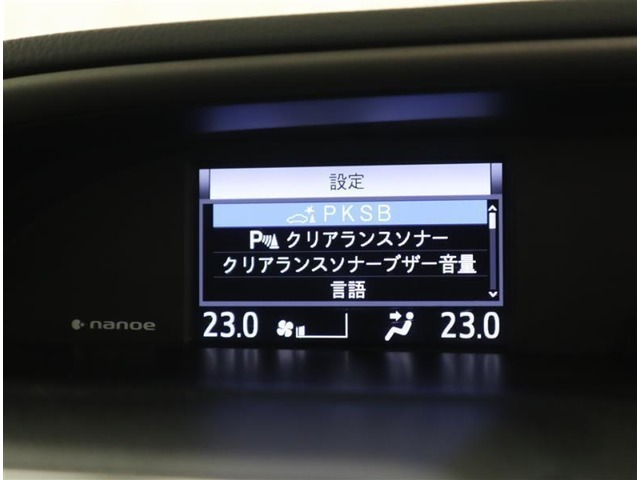 設定
PKSB
P クリアランスソナー
クリアランスソナーブザー音量
言語
nanoe 23.0 23.0